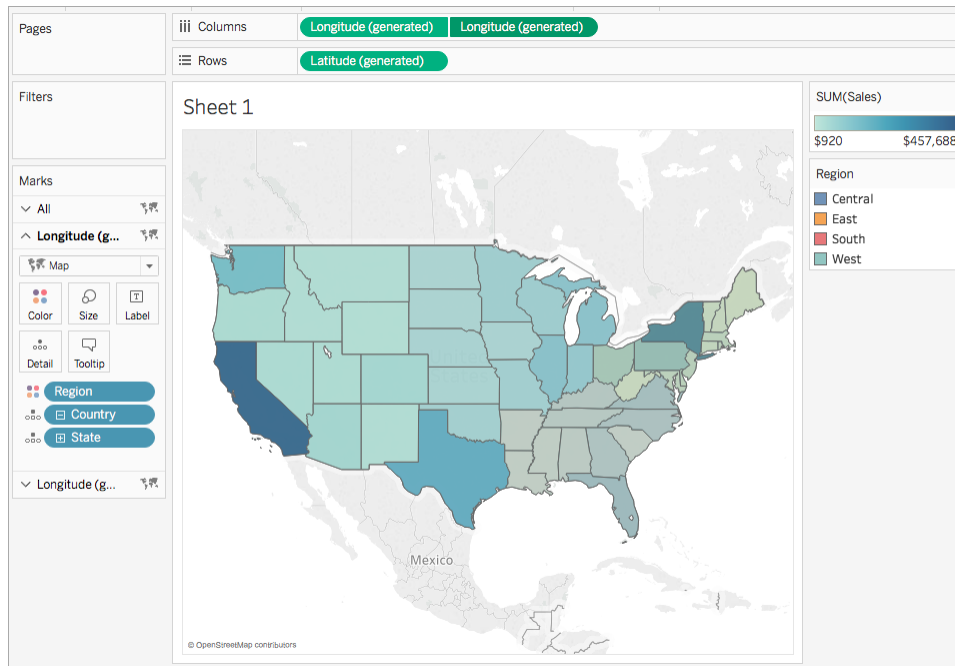 Pages
Columns
Longitude (generated)
Longitude (generated)
Rows
Latitude (generated)
Filters
Sheet 1
SUM(Sales)
$920
$457,688
Region
Central
East
South
West
Marks
All
Longitude (g...
Map
Color
Size
Label
Detail
Tooltip
Region
Country
State
Longitude (g...
Mexico
© OpenStreetMap contributors